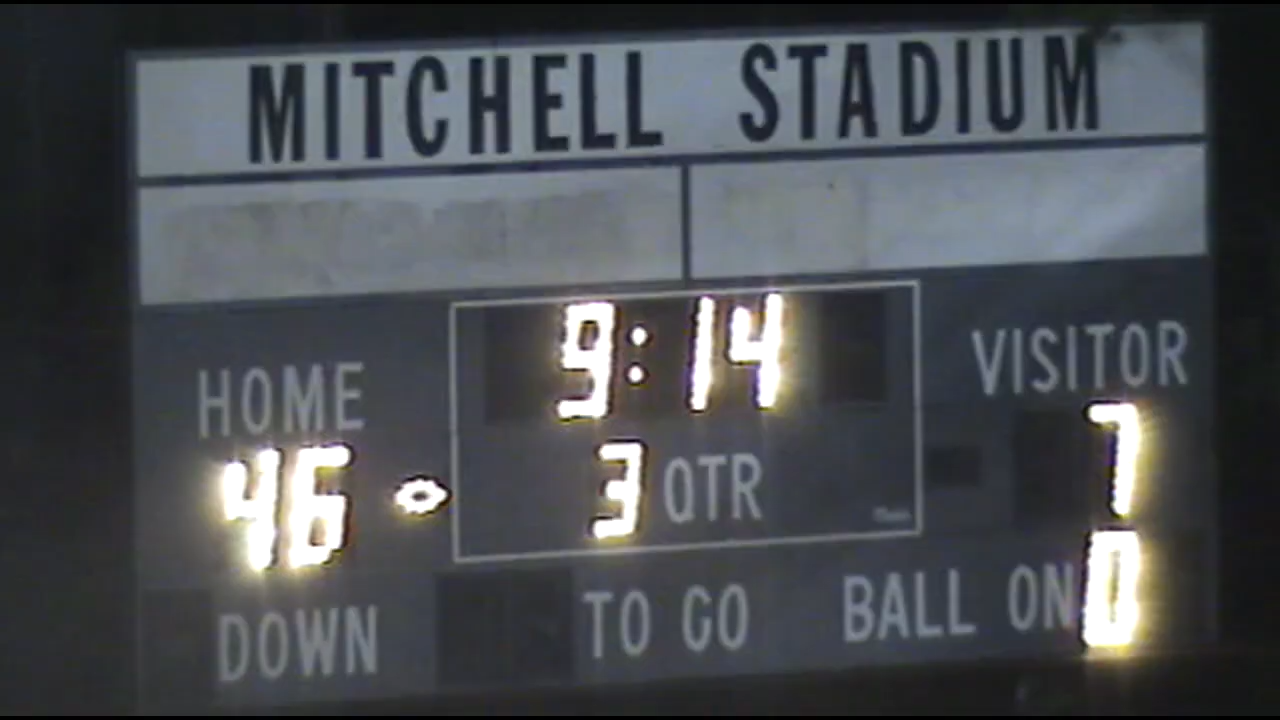 MITCHELL STADIUM
9:14
HOME
VISITOR
46
3 QTR
7
DOWN
TO GO
BALL ON 0